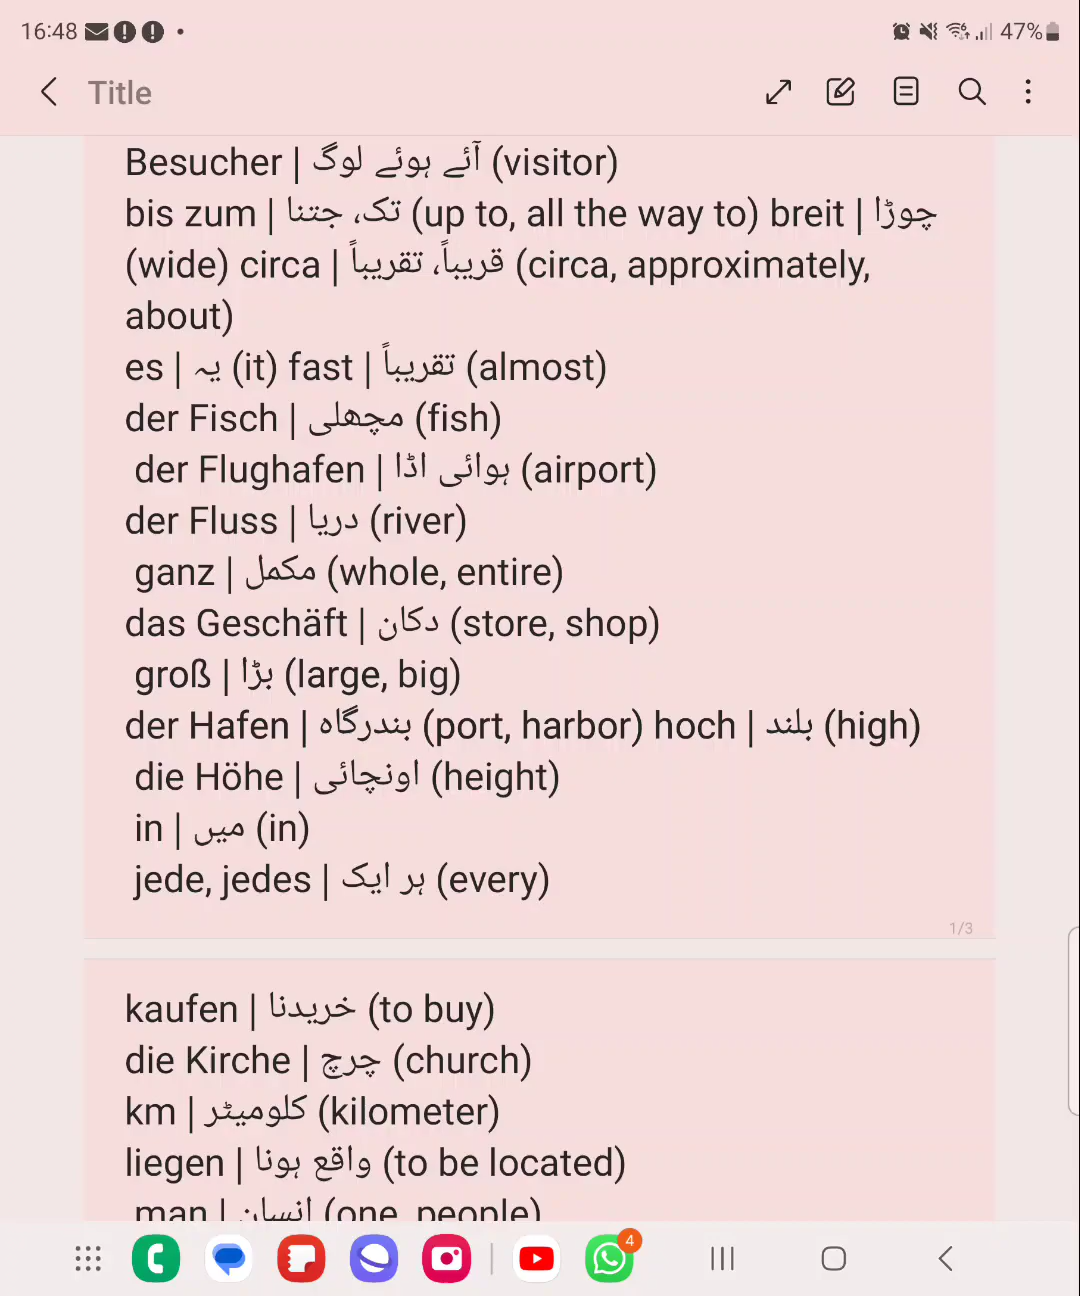 16:48
47%
Title
Besucher | آئے ہوئے لوگ (visitor)
bis zum | تک، جتنا (up to, all the way to) breit | چوڑا
(wide) circa | قریباً، تقریباً (circa, approximately,
about)
es | یہ (it) fast | تقریباً (almost)
der Fisch | مچھلی (fish)
der Flughafen | ہوائی اڈا (airport)
der Fluss | دریا (river)
ganz | مکمل (whole, entire)
das Geschäft | دکان (store, shop)
groß | بڑا (large, big)
der Hafen | بندرگاہ (port, harbor) hoch | بلند (high)
die Höhe | اونچائی (height)
in | میں (in)
jede, jedes | ہر ایک (every)
1/3
kaufen | خریدنا (to buy)
die Kirche | چرچ (church)
km | کلومیٹر (kilometer)
liegen | واقع ہونا (to be located)
man | انسان (one, people)
4